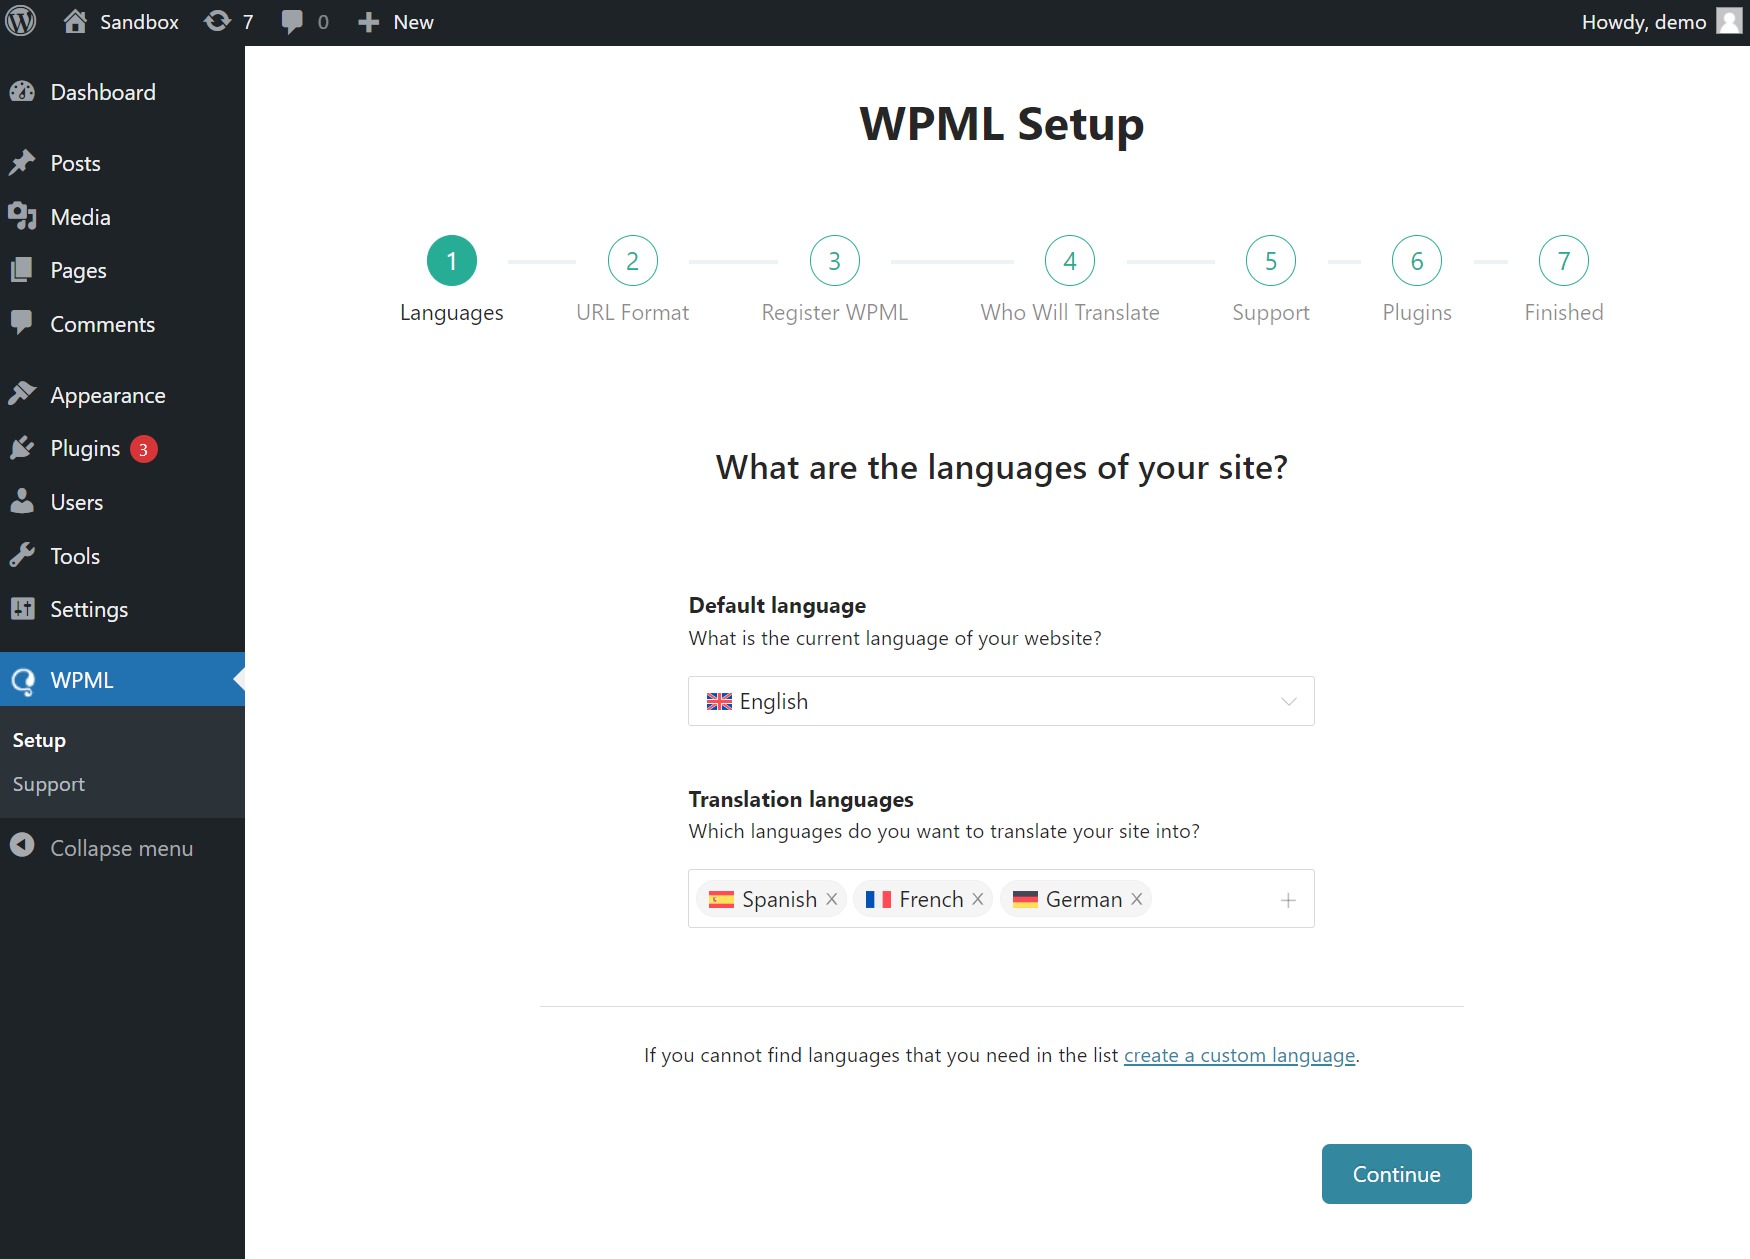 Sandbox 7 0 New Howdy, demo
Dashboard
Posts
Media
Pages
Comments
Appearance
Plugins 3
Users
Tools
Settings
WPML
Setup
Support
Collapse menu
WPML Setup
1 2 3 4 5 6 7
Languages URL Format Register WPML Who Will Translate Support Plugins Finished
What are the languages of your site?
Default language
What is the current language of your website?
English
Translation languages
Which languages do you want to translate your site into?
Spanish X French X German X +
If you cannot find languages that you need in the list create a custom language.
Continue